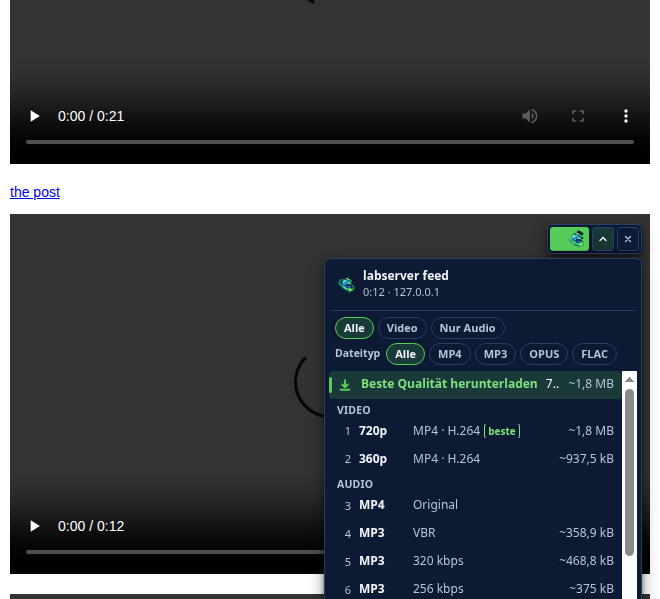 0:00 / 0:21
the post
labserver feed
0:12 · 127.0.0.1
Alle Video Nur Audio
Dateityp Alle MP4 MP3 OPUS FLAC
Beste Qualität herunterladen 7.. ~1,8 MB
VIDEO
1 720p MP4 · H.264 beste ~1,8 MB
2 360p MP4 · H.264 ~937,5 kB
AUDIO
3 MP4 Original
4 MP3 VBR ~358,9 kB
5 MP3 320 kbps ~468,8 kB
6 MP3 256 kbps ~375 kB
0:00 / 0:12